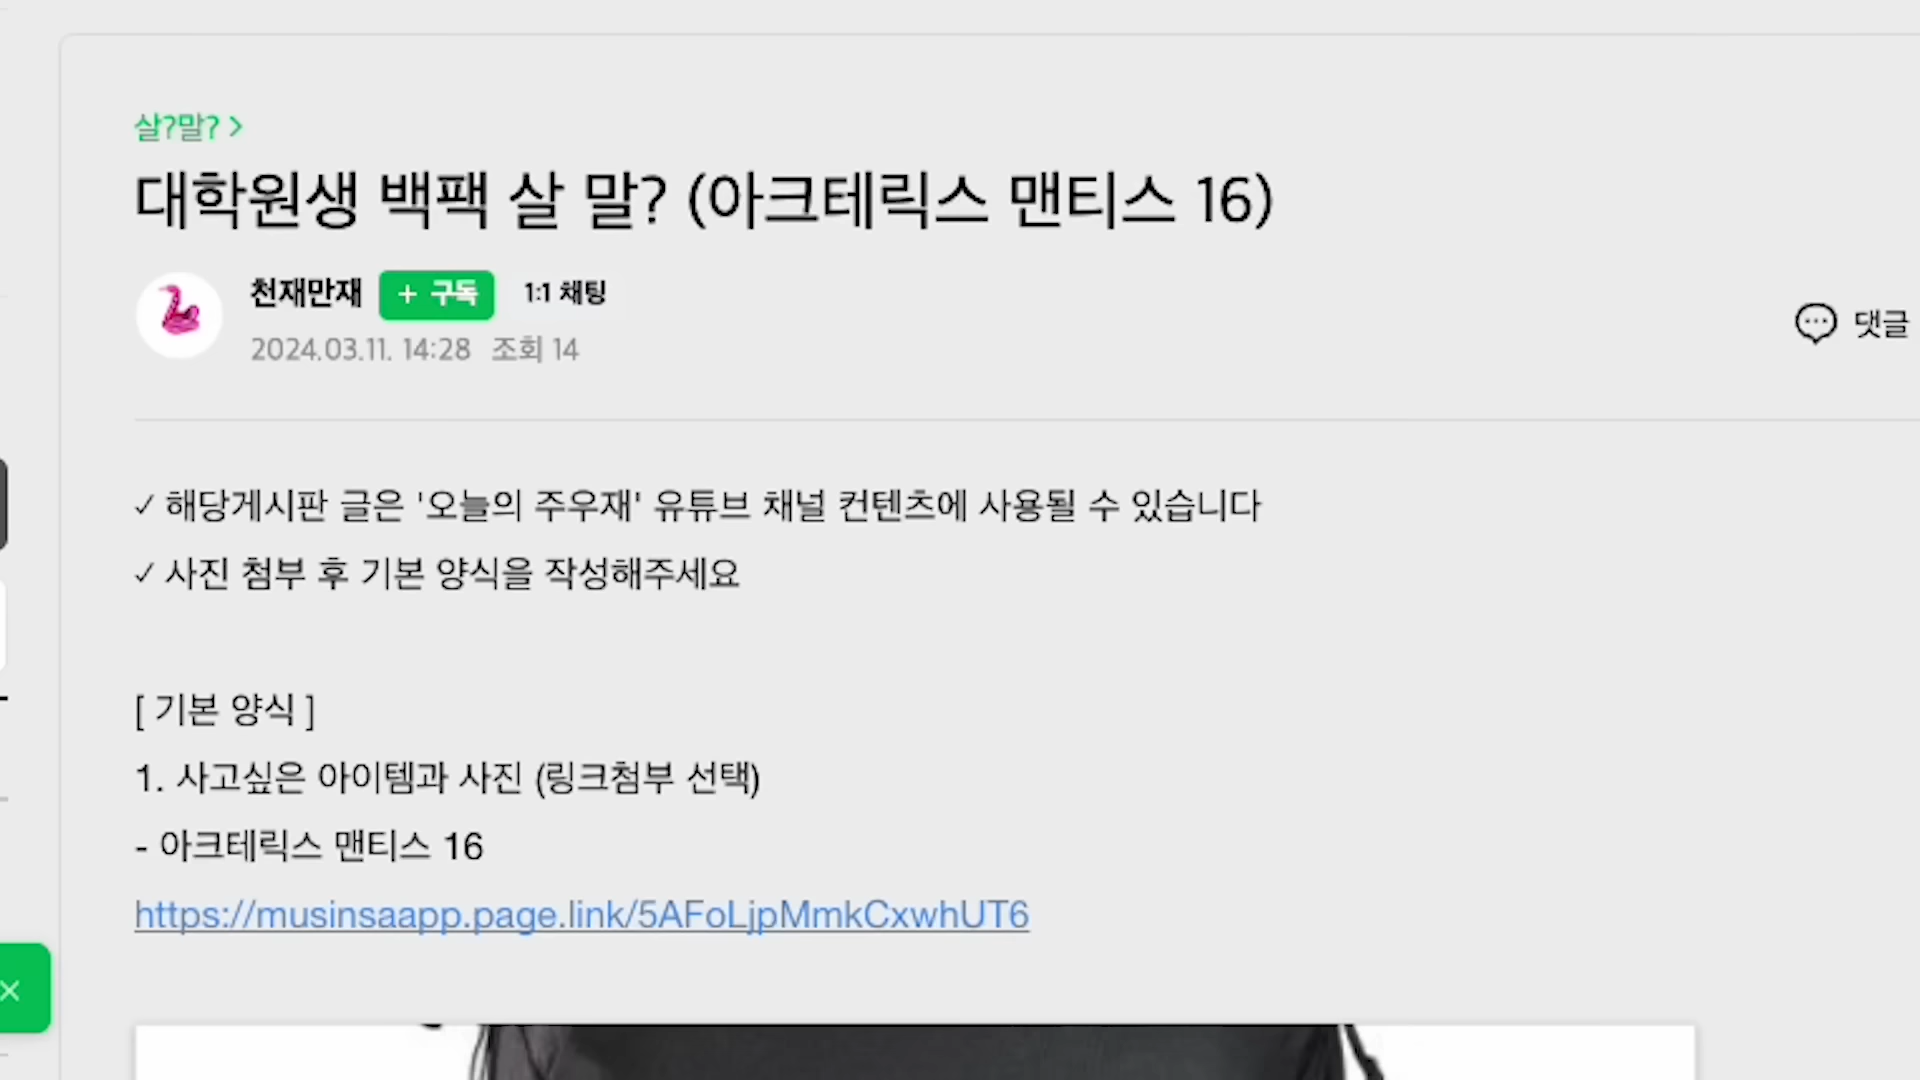 살?말? >
대학원생 백팩 살 말? (아크테릭스 맨티스 16)
천재만재 + 구독 1:1 채팅
2024.03.11. 14:28 조회 14
댓글
✓ 해당게시판 글은 '오늘의 주우재' 유튜브 채널 컨텐츠에 사용될 수 있습니다
✓ 사진 첨부 후 기본 양식을 작성해주세요
[ 기본 양식 ]
1. 사고싶은 아이템과 사진 (링크첨부 선택)
- 아크테릭스 맨티스 16
https://musinsaapp.page.link/5AFoLjpMmkCxwhUT6